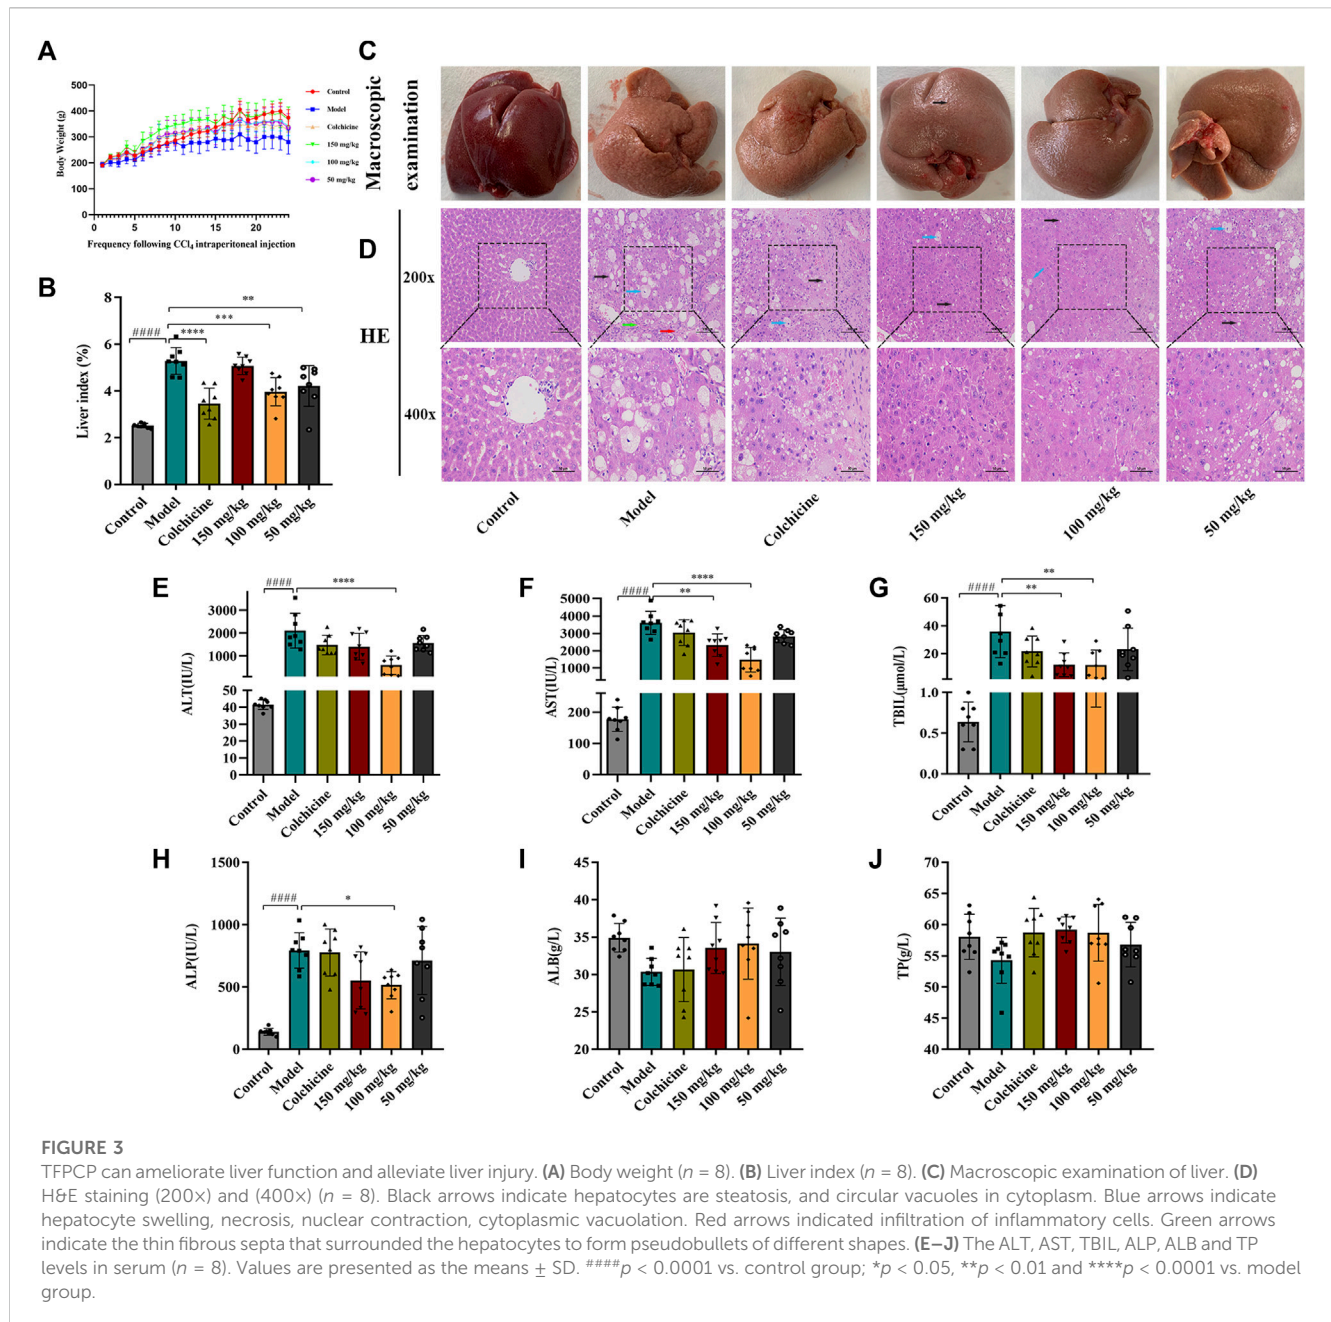 A
500
400
300
200
100
0
Body Weight (g)
0 5 10 15 20
Frequency following CCl₄ intraperitoneal injection
Control
Model
Colchicine
150 mg/kg
100 mg/kg
50 mg/kg
B
8
6
4
2
0
Liver index (%)
####
****
***
**
Control
Model
Colchicine
150 mg/kg
100 mg/kg
50 mg/kg
C
Macroscopic
examination
D
HE
200x
400x
Control
Model
Colchicine
150 mg/kg
100 mg/kg
50 mg/kg
E
3000
2000
1000
50
40
30
20
10
0
ALT(IU/L)
####
****
Control
Model
Colchicine
150 mg/kg
100 mg/kg
50 mg/kg
F
5000
4000
3000
2000
1000
200
100
0
AST(IU/L)
####
**
****
Control
Model
Colchicine
150 mg/kg
100 mg/kg
50 mg/kg
G
60
40
20
1.0
0.5
0.0
TBIL(μmol/L)
####
**
**
Control
Model
Colchicine
150 mg/kg
100 mg/kg
50 mg/kg
H
1500
1000
500
0
ALP(IU/L)
####
*
Control
Model
Colchicine
150 mg/kg
100 mg/kg
50 mg/kg
I
45
40
35
30
25
20
ALB(g/L)
Control
Model
Colchicine
150 mg/kg
100 mg/kg
50 mg/kg
J
70
65
60
55
50
45
40
TP(g/L)
Control
Model
Colchicine
150 mg/kg
100 mg/kg
50 mg/kg
FIGURE 3
TFPCP can ameliorate liver function and alleviate liver injury. (A) Body weight (n = 8). (B) Liver index (n = 8). (C) Macroscopic examination of liver. (D)
H&E staining (200×) and (400×) (n = 8). Black arrows indicate hepatocytes are steatosis, and circular vacuoles in cytoplasm. Blue arrows indicate
hepatocyte swelling, necrosis, nuclear contraction, cytoplasmic vacuolation. Red arrows indicated infiltration of inflammatory cells. Green arrows
indicate the thin fibrous septa that surrounded the hepatocytes to form pseudobullets of different shapes. (E–J) The ALT, AST, TBIL, ALP, ALB and TP
levels in serum (n = 8). Values are presented as the means ± SD. ####p < 0.0001 vs. control group; *p < 0.05, **p < 0.01 and ****p < 0.0001 vs. model
group.